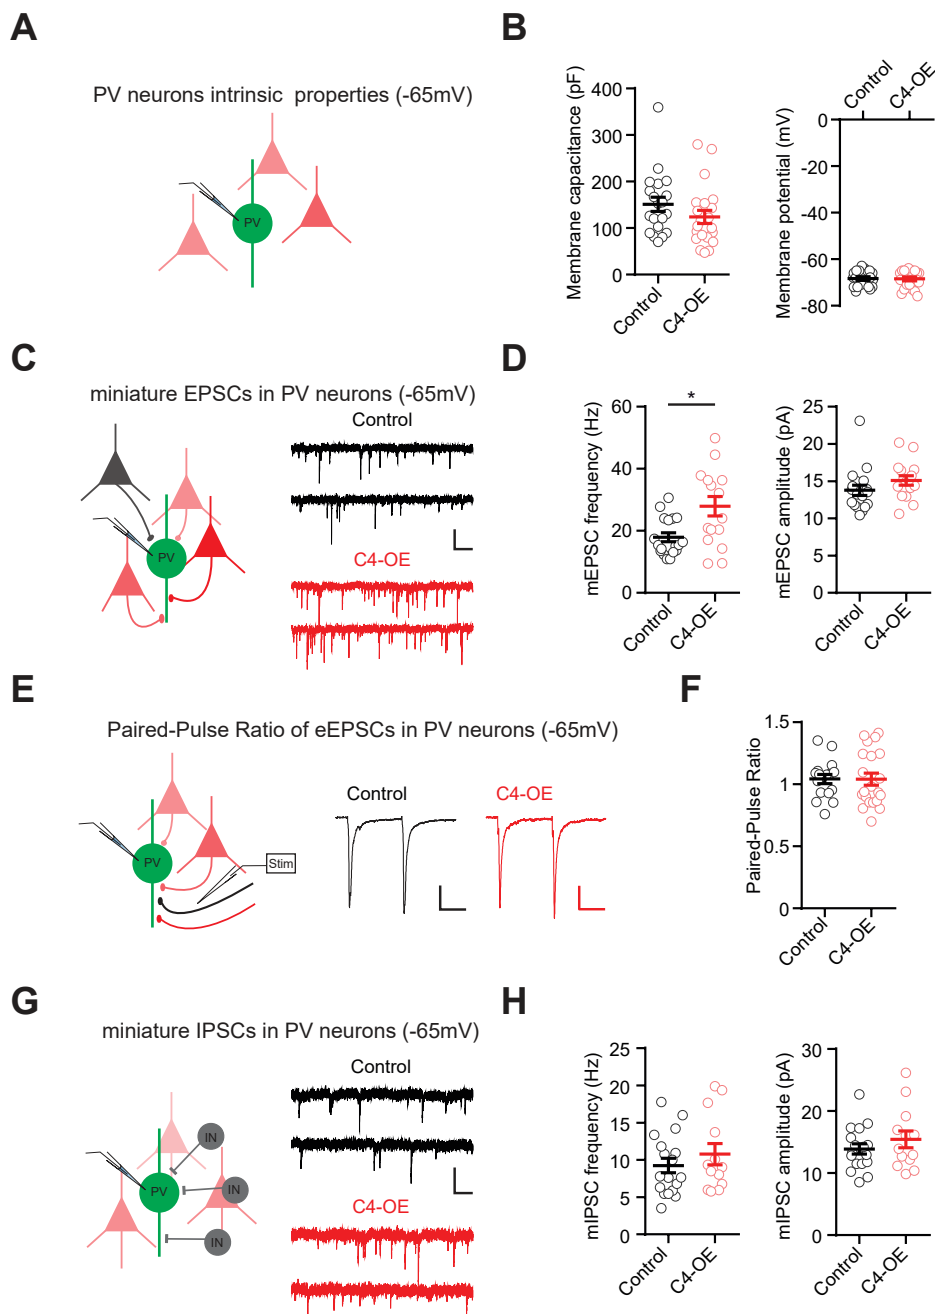 A
PV neurons intrinsic properties (-65mV)
PV
B
Membrane capacitance (pF)
400
300
200
100
0
Control
C4-OE
Control
C4-OE
Membrane potential (mV)
0
-20
-40
-60
-80
C
miniature EPSCs in PV neurons (-65mV)
PV
Control
C4-OE
D
mEPSC frequency (Hz)
60
40
20
0
*
Control
C4-OE
mEPSC amplitude (pA)
25
20
15
10
5
0
Control
C4-OE
E
Paired-Pulse Ratio of eEPSCs in PV neurons (-65mV)
PV
Stim
Control
C4-OE
F
Paired-Pulse Ratio
1.5
1
0.5
0
Control
C4-OE
G
miniature IPSCs in PV neurons (-65mV)
IN
PV
IN
IN
Control
C4-OE
H
mIPSC frequency (Hz)
25
20
15
10
5
0
Control
C4-OE
mIPSC amplitude (pA)
30
20
10
0
Control
C4-OE